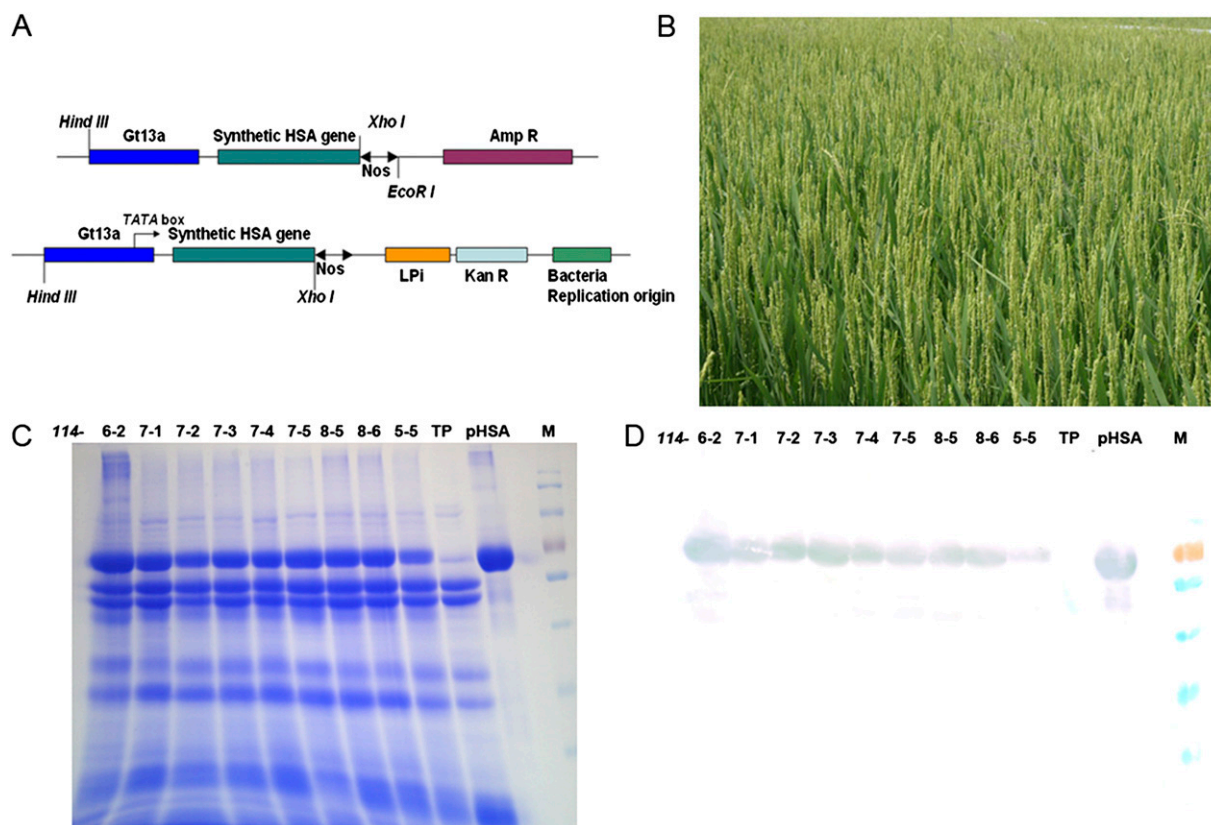 A
Hind III
Gt13a
Synthetic HSA gene
Xho I
Amp R
Nos
EcoR I
TATA box
Gt13a
Synthetic HSA gene
Nos
LPi
Kan R
Bacteria
Replication origin
Hind III
Xho I
B
C
114- 6-2 7-1 7-2 7-3 7-4 7-5 8-5 8-6 5-5 TP pHSA M
D
114- 6-2 7-1 7-2 7-3 7-4 7-5 8-5 8-6 5-5 TP pHSA M